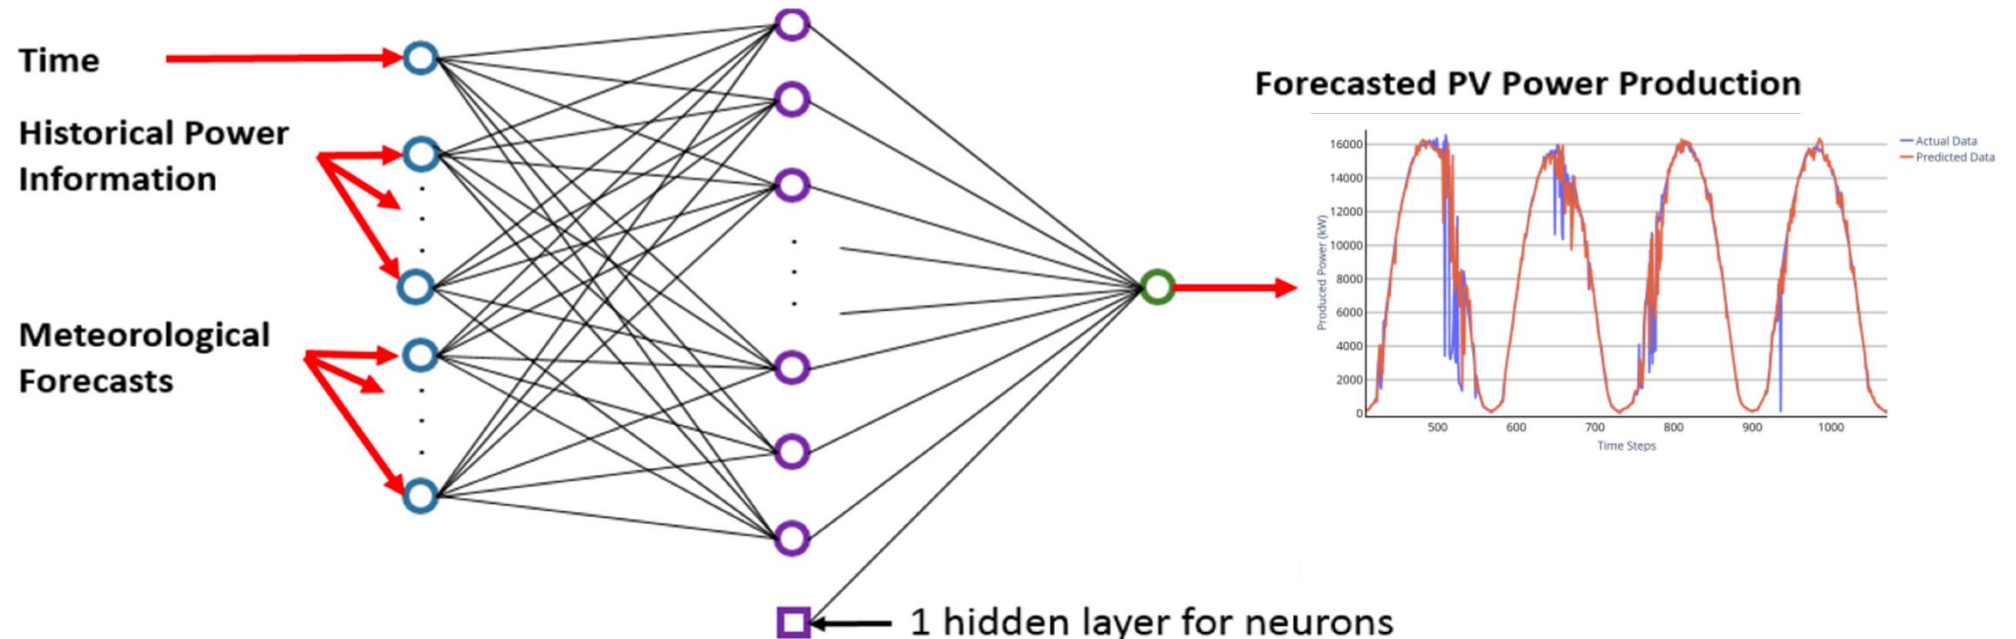 Time
Historical Power
Information
Meteorological
Forecasts
1 hidden layer for neurons
Forecasted PV Power Production
Actual Data
Predicted Data
Produced Power (kW)
16000
14000
12000
10000
8000
6000
4000
2000
0
500 600 700 800 900 1000
Time Steps